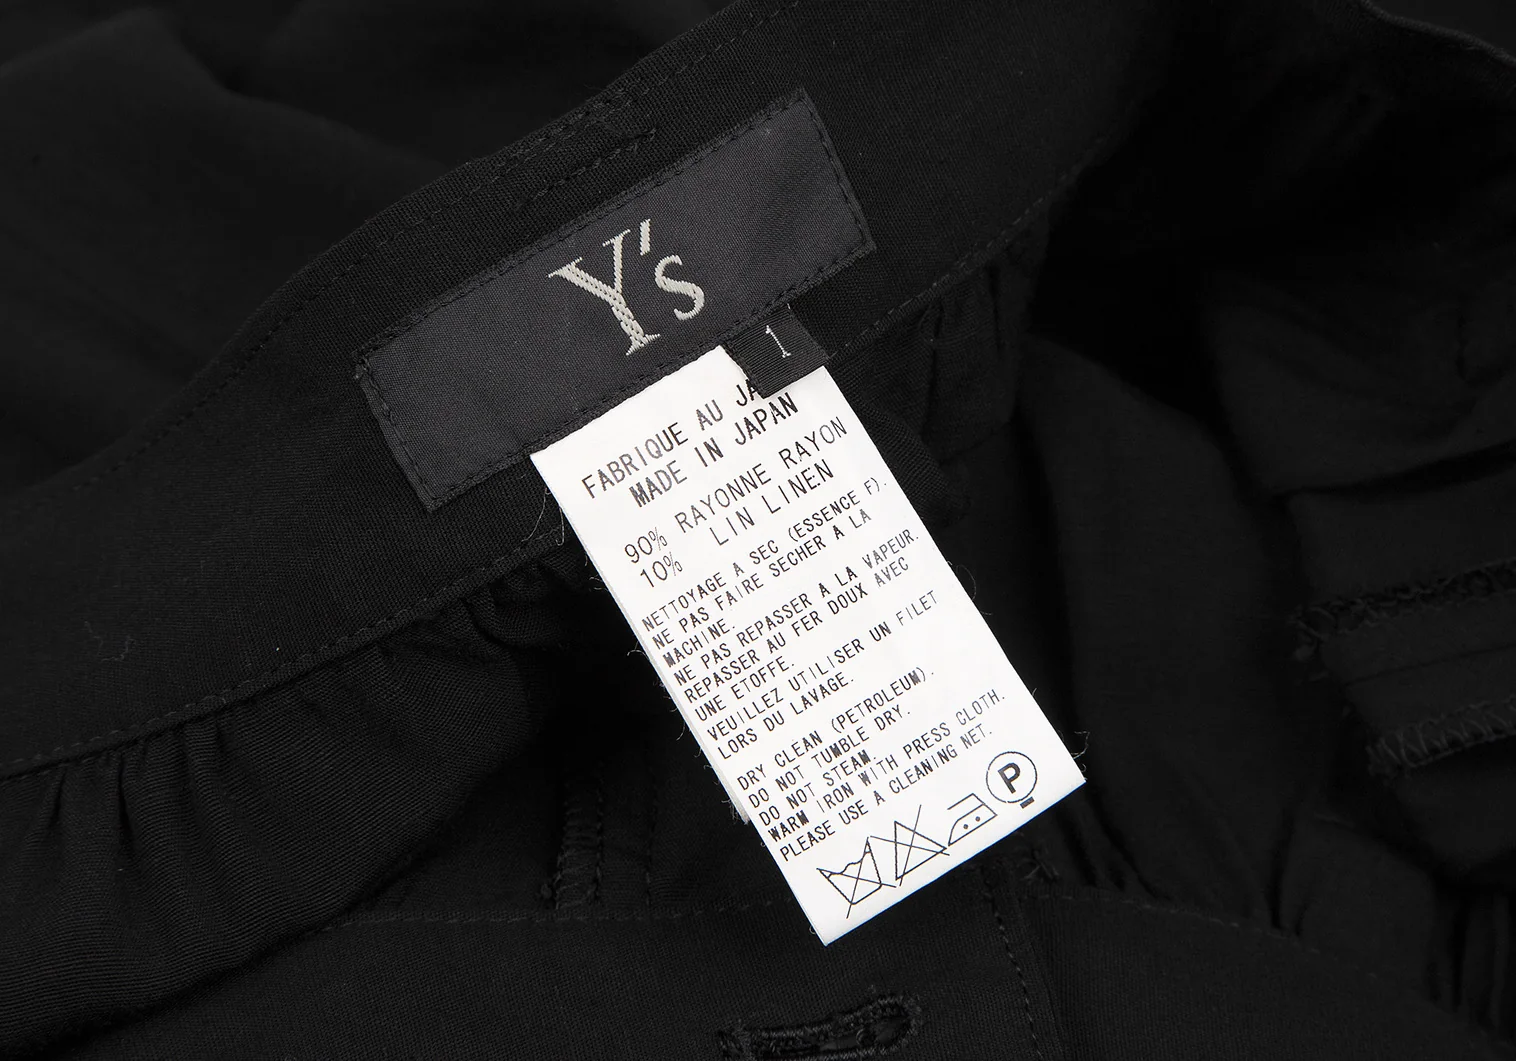 Y's
1
FABRIQUE AU
MADE IN JAPAN
90% RAYONNE RAYON
10% LIN LINEN
NETTOYAGE A SEC (ESSENCE F).
NE PAS FAIRE SECHER A LA
MACHINE.
NE PAS REPASSER A LA VAPEUR.
REPASSER AU FER DOUX AVEC
UNE ETOFFE.
VEUILLEZ UTILISER UN FILET
LORS DU LAVAGE.
DRY CLEAN (PETROLEUM).
DO NOT TUMBLE DRY.
DO NOT STEAM.
WARM IRON WITH PRESS CLOTH.
PLEASE USE A CLEANING NET.
P